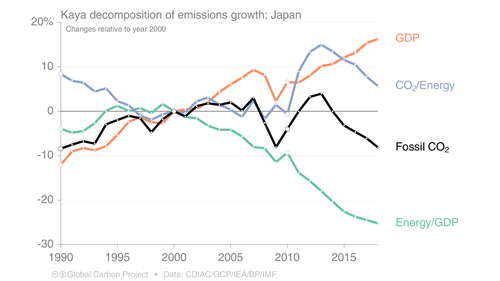 Kaya decomposition of emissions growth: Japan
20%
Changes relative to year 2000
GDP
10
CO₂/Energy
0
-10
Fossil CO₂
-20
Energy/GDP
-30
1990 1995 2000 2005 2010 2015
Global Carbon Project • Data: CDIAC/GCP/IEA/BP/IMF